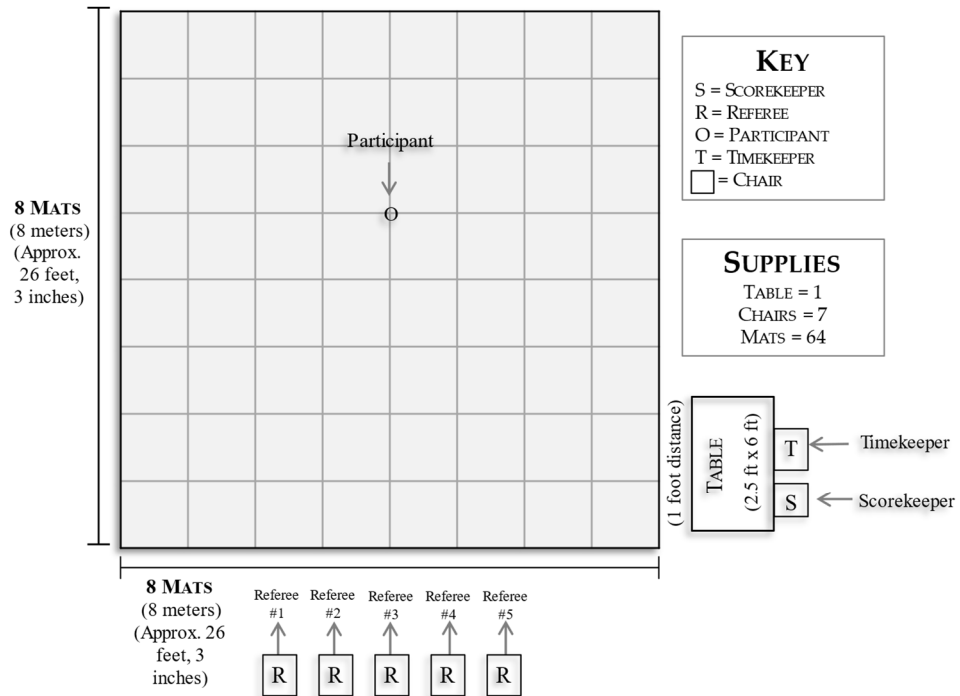 Participant
O
8 MATS
(8 meters)
(Approx.
26 feet,
3 inches)
KEY
S = SCOREKEEPER
R = REFEREE
O = PARTICIPANT
T = TIMEKEEPER
= CHAIR
SUPPLIES
TABLE = 1
CHAIRS = 7
MATS = 64
(1 foot distance)
TABLE
(2.5 ft x 6 ft)
T
Timekeeper
S
Scorekeeper
8 MATS
(8 meters)
(Approx. 26
feet, 3
inches)
Referee
#1
Referee
#2
Referee
#3
Referee
#4
Referee
#5
R
R
R
R
R